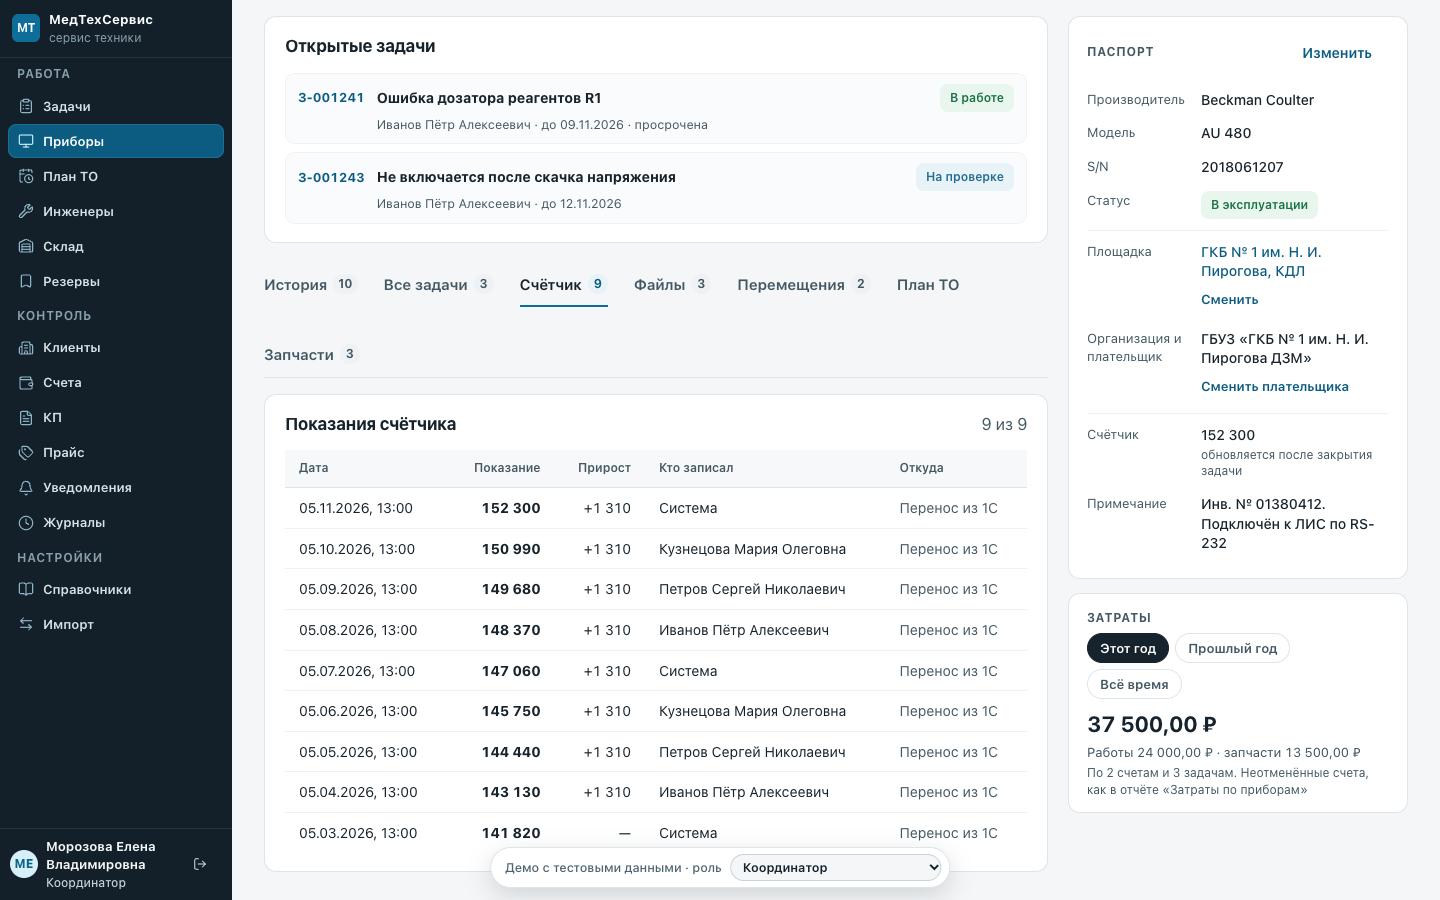 МТ
МедТехСервис
сервис техники
РАБОТА
Задачи
Приборы
План ТО
Инженеры
Склад
Резервы
КОНТРОЛЬ
Клиенты
Счета
КП
Прайс
Уведомления
Журналы
НАСТРОЙКИ
Справочники
Импорт
МЕ
Морозова Елена
Владимировна
Координатор
Открытые задачи
З-001241 Ошибка дозатора реагентов R1 В работе
Иванов Пётр Алексеевич · до 09.11.2026 · просрочена
З-001243 Не включается после скачка напряжения На проверке
Иванов Пётр Алексеевич · до 12.11.2026
История 10 Все задачи 3 Счётчик 9 Файлы 3 Перемещения 2 План ТО
Запчасти 3
Показания счётчика 9 из 9
Дата Показание Прирост Кто записал Откуда
05.11.2026, 13:00 152 300 +1 310 Система Перенос из 1С
05.10.2026, 13:00 150 990 +1 310 Кузнецова Мария Олеговна Перенос из 1С
05.09.2026, 13:00 149 680 +1 310 Петров Сергей Николаевич Перенос из 1С
05.08.2026, 13:00 148 370 +1 310 Иванов Пётр Алексеевич Перенос из 1С
05.07.2026, 13:00 147 060 +1 310 Система Перенос из 1С
05.06.2026, 13:00 145 750 +1 310 Кузнецова Мария Олеговна Перенос из 1С
05.05.2026, 13:00 144 440 +1 310 Петров Сергей Николаевич Перенос из 1С
05.04.2026, 13:00 143 130 +1 310 Иванов Пётр Алексеевич Перенос из 1С
05.03.2026, 13:00 141 820 — Система Перенос из 1С
Демо с тестовыми данными · роль Координатор
ПАСПОРТ Изменить
Производитель Beckman Coulter
Модель AU 480
S/N 2018061207
Статус В эксплуатации
Площадка ГКБ № 1 им. Н. И.
Пирогова, КДЛ
Сменить
Организация и ГБУЗ «ГКБ № 1 им. Н. И.
плательщик Пирогова ДЗМ»
Сменить плательщика
Счётчик 152 300
обновляется после закрытия
задачи
Примечание Инв. № 01380412.
Подключён к ЛИС по RS-
232
ЗАТРАТЫ
Этот год Прошлый год
Всё время
37 500,00 ₽
Работы 24 000,00 ₽ · запчасти 13 500,00 ₽
По 2 счетам и 3 задачам. Неотменённые счета,
как в отчёте «Затраты по приборам»